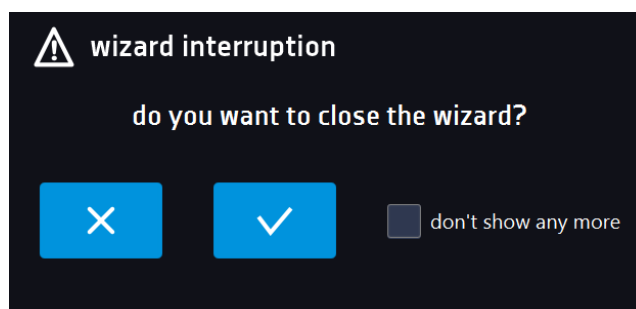 wizard interruption
do you want to close the wizard?
don't show any more